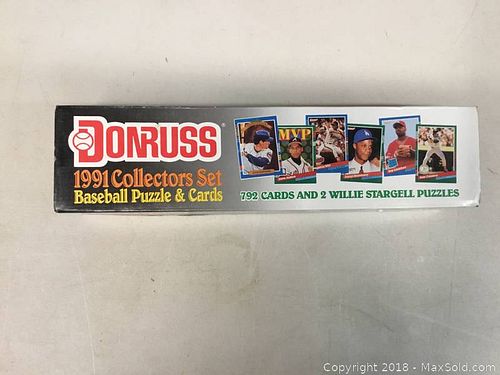 DONRUSS
1991 Collectors Set
Baseball Puzzle & Cards
MVP
792 CARDS AND 2 WILLIE STARGELL PUZZLES
Copyright © 2018 - MaxSold.com